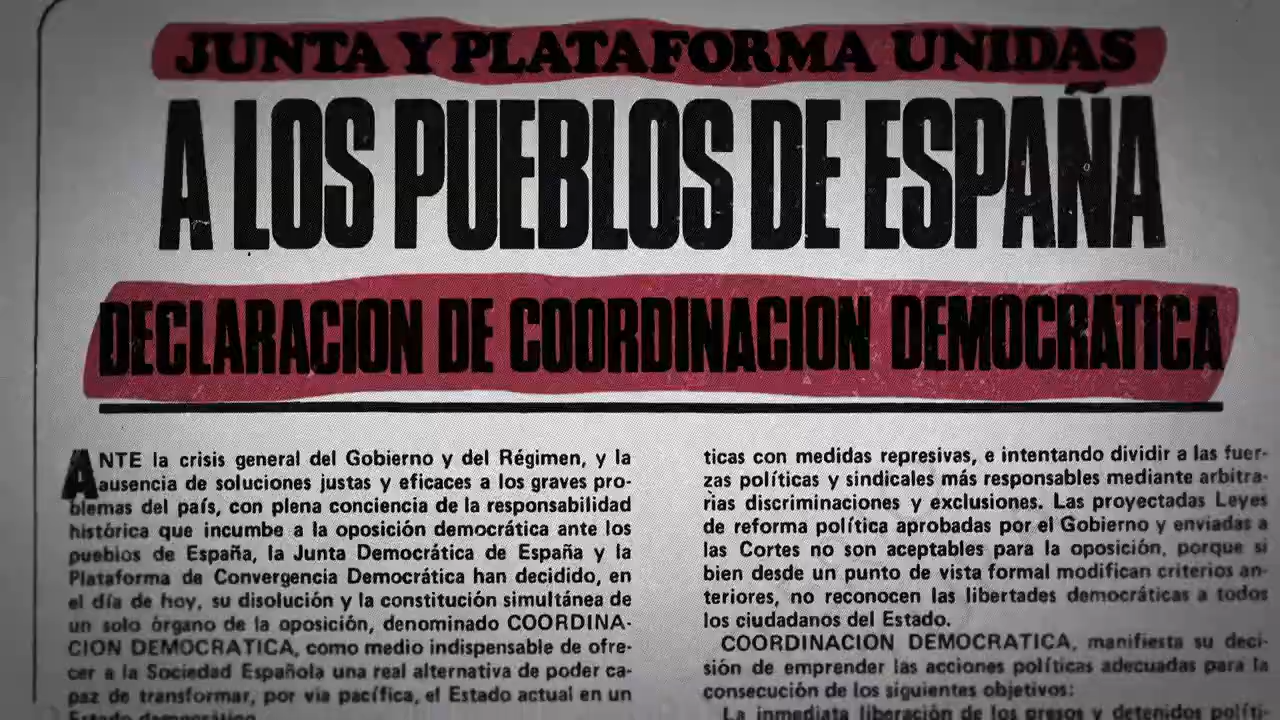 JUNTA Y PLATAFORMA UNIDAS
A LOS PUEBLOS DE ESPAÑA
DECLARACION DE COORDINACION DEMOCRATICA
ANTE la crisis general del Gobierno y del Régimen, y la
ausencia de soluciones justas y eficaces a los graves pro-
blemas del país, con plena conciencia de la responsabilidad
histórica que incumbe a la oposición democrática ante los
pueblos de España, la Junta Democrática de España y la
Plataforma de Convergencia Democrática han decidido, en
el día de hoy, su disolución y la constitución simultánea de
un solo órgano de la oposición, denominado COORDINA-
CION DEMOCRATICA, como medio indispensable de ofre-
cer a la Sociedad Española una real alternativa de poder ca-
paz de transformar, por vía pacífica, el Estado actual en un
Estado democrático.
ticas con medidas represivas, e intentando dividir a las fuer-
zas políticas y sindicales más responsables mediante arbitra-
rias discriminaciones y exclusiones. Las proyectadas Leyes
de reforma política aprobadas por el Gobierno y enviadas a
las Cortes no son aceptables para la oposición, porque si
bien desde un punto de vista formal modifican criterios an-
teriores, no reconocen las libertades democráticas a todos
los ciudadanos del Estado.
COORDINACION DEMOCRATICA, manifiesta su deci-
sión de emprender las acciones políticas adecuadas para la
consecución de los siguientes objetivos:
La inmediata liberación de los presos y detenidos políti-